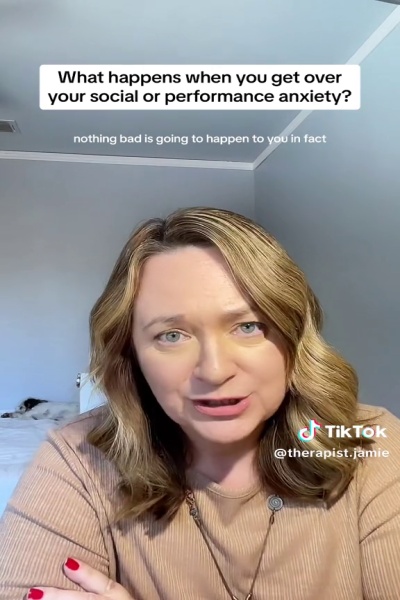 What happens when you get over
your social or performance anxiety?
nothing bad is going to happen to you in fact
TikTok
@therapist.jamie